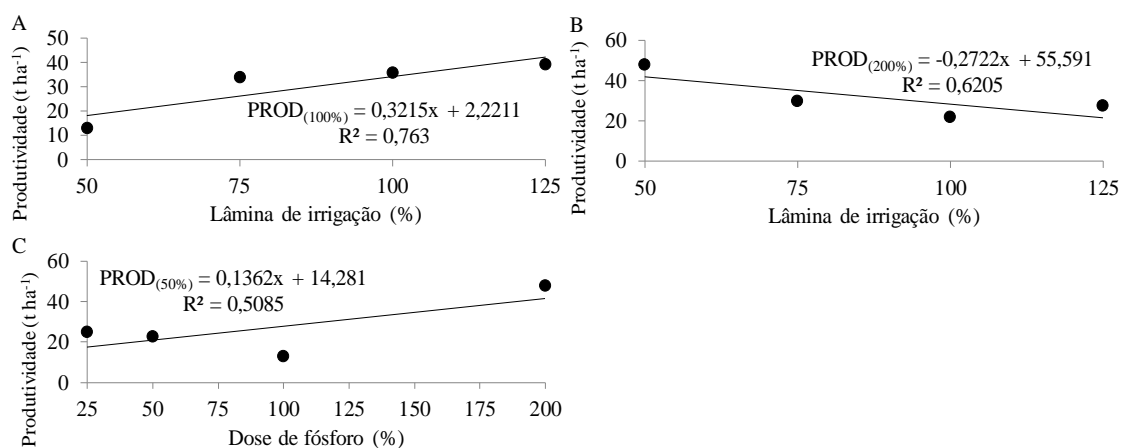 A
Produtividade (t ha⁻¹)
50
40
30
20
10
0
PROD(100%) = 0,3215x + 2,2211
R² = 0,763
50 75 100 125
Lâmina de irrigação (%)
B
Produtividade (t ha⁻¹)
60
40
20
0
PROD(200%) = -0,2722x + 55,591
R² = 0,6205
50 75 100 125
Lâmina de irrigação (%)
C
Produtividade (t ha⁻¹)
60
40
20
0
PROD(50%) = 0,1362x + 14,281
R² = 0,5085
25 50 75 100 125 150 175 200
Dose de fósforo (%)